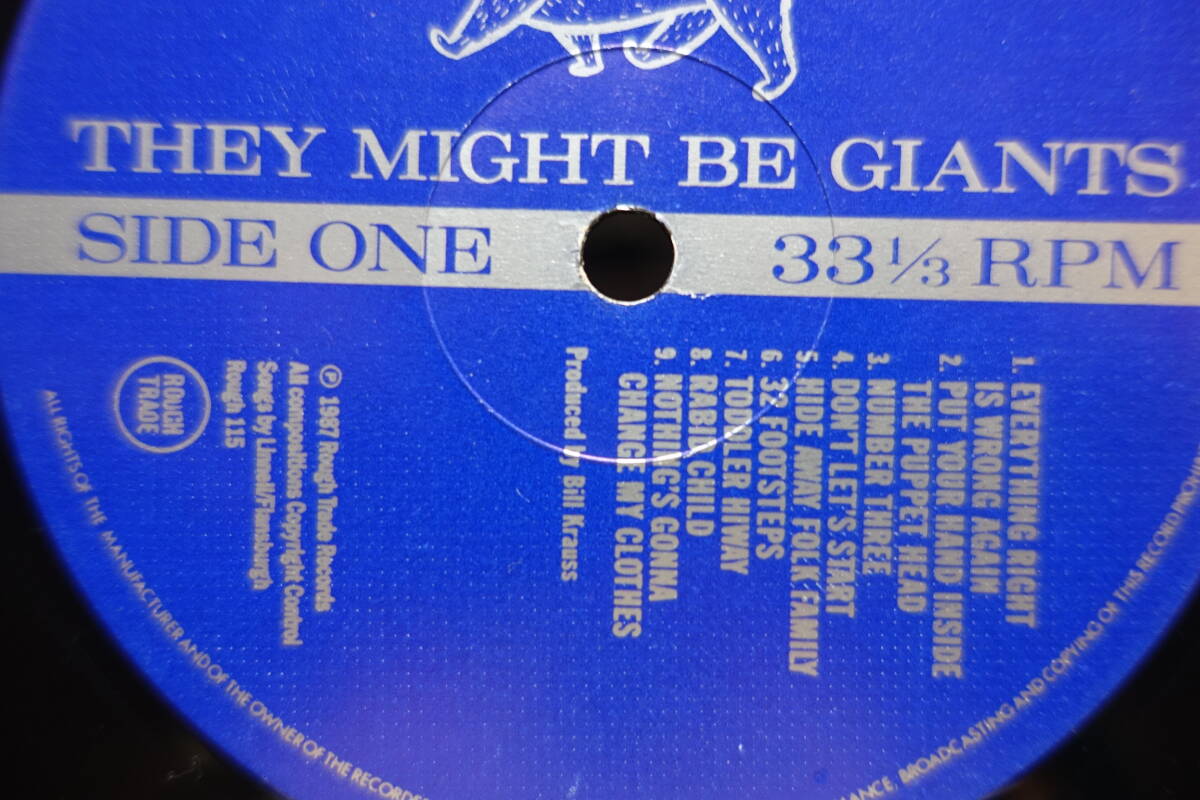 THEY MIGHT BE GIANTS
SIDE ONE
33⅓ RPM
1. EVERYTHING RIGHT
IS WRONG AGAIN
2. PUT YOUR HAND INSIDE
THE PUPPET HEAD
3. NUMBER THREE
4. DON'T LET'S START
5. HIDE AWAY FOLK FAMILY
6. 32 FOOTSTEPS
7. TODDLER HIWAY
8. RABID CHILD
9. NOTHING'S GONNA
CHANGE MY CLOTHES
Produced by Bill Krauss
℗ 1987 Rough Trade Records
All compositions Copyright Control
Songs by Linnell/Flansburgh
Rough 115
ROUGH
TRADE
ALL RIGHTS OF THE MANUFACTURER AND OF THE OWNER OF THE RECORDED
BROADCASTING AND COPYING OF THIS RECORD